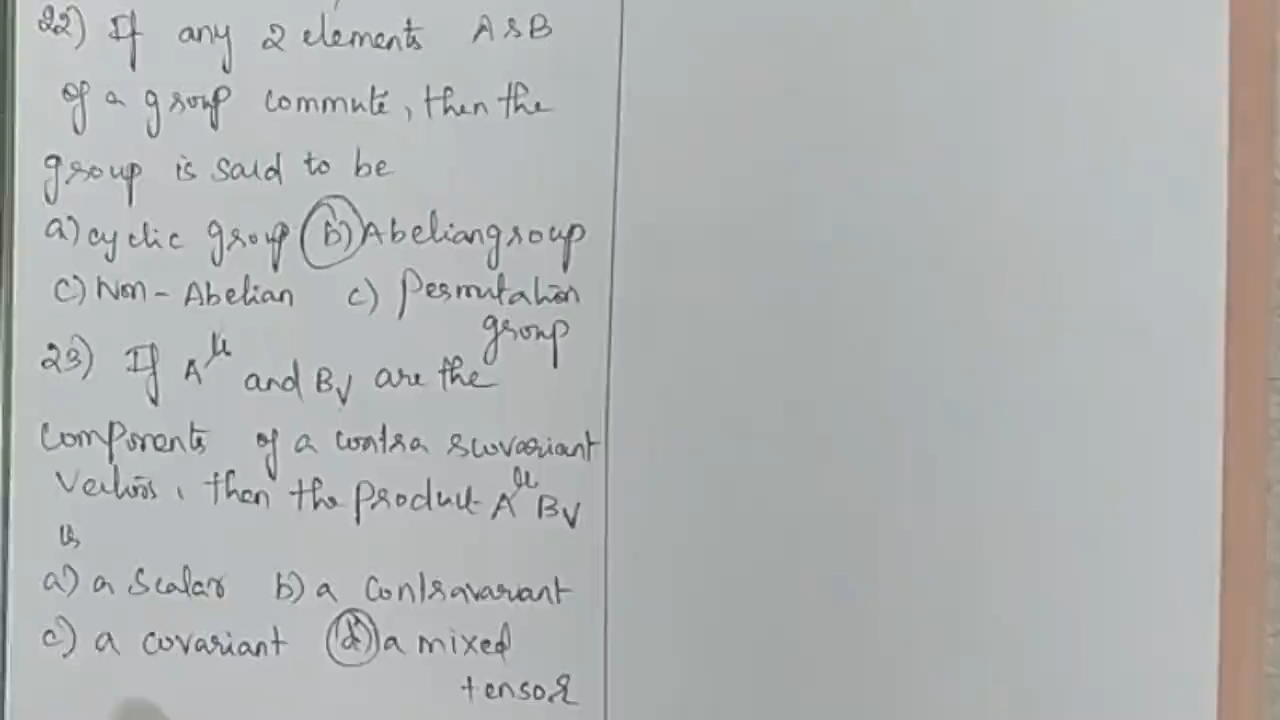 22) If any 2 elements A & B
of a group commute, then the
group is said to be
a) cyclic group b) Abelian group
c) Non-Abelian c) Permutation
group
23) If A^μ and B_ν are the
components of a contra & covariant
Vectors, then the product A^μ B_ν
is
a) a scalar b) a contravariant
c) a covariant d) a mixed
tensor